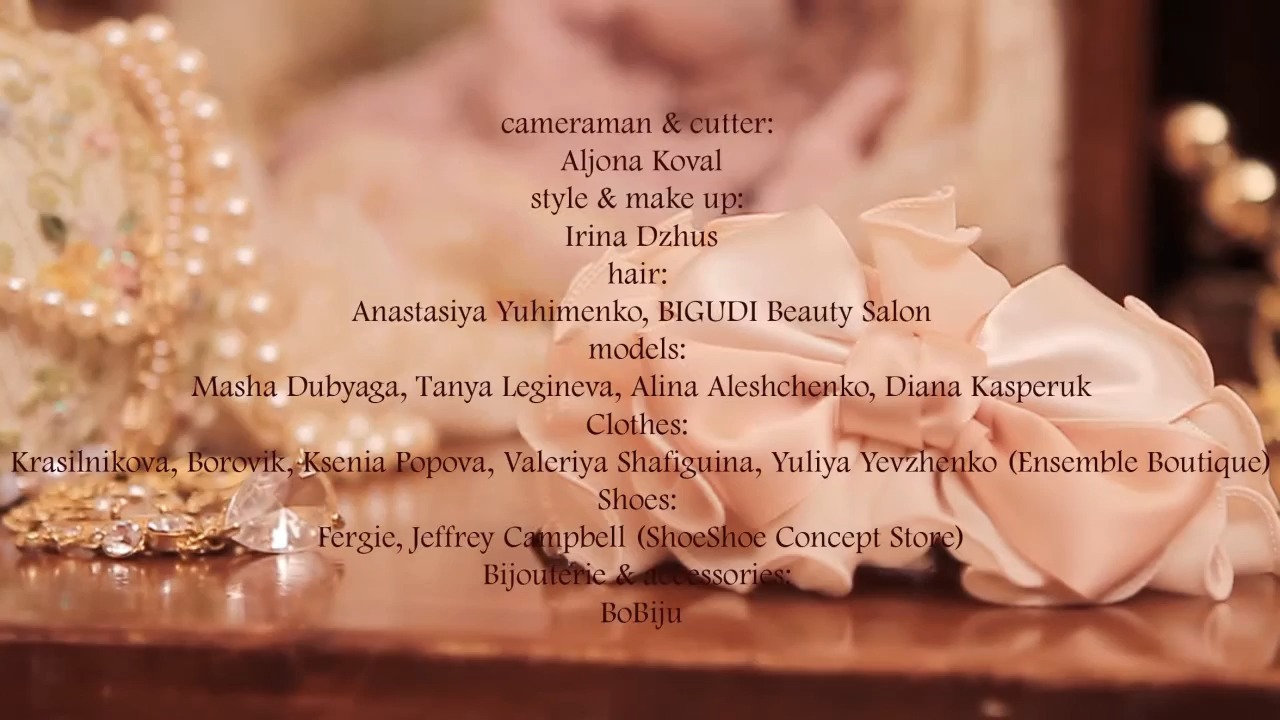 cameraman & cutter:
Aljona Koval
style & make up:
Irina Dzhus
hair:
Anastasiya Yuhimenko, BIGUDI Beauty Salon
models:
Masha Dubyaga, Tanya Legineva, Alina Aleshchenko, Diana Kasperuk
Clothes:
Krasilnikova, Borovik, Ksenia Popova, Valeriya Shafiguina, Yuliya Yevzhenko (Ensemble Boutique)
Shoes:
Fergie, Jeffrey Campbell (ShoeShoe Concept Store)
Bijouterie & accessories:
BoBiju